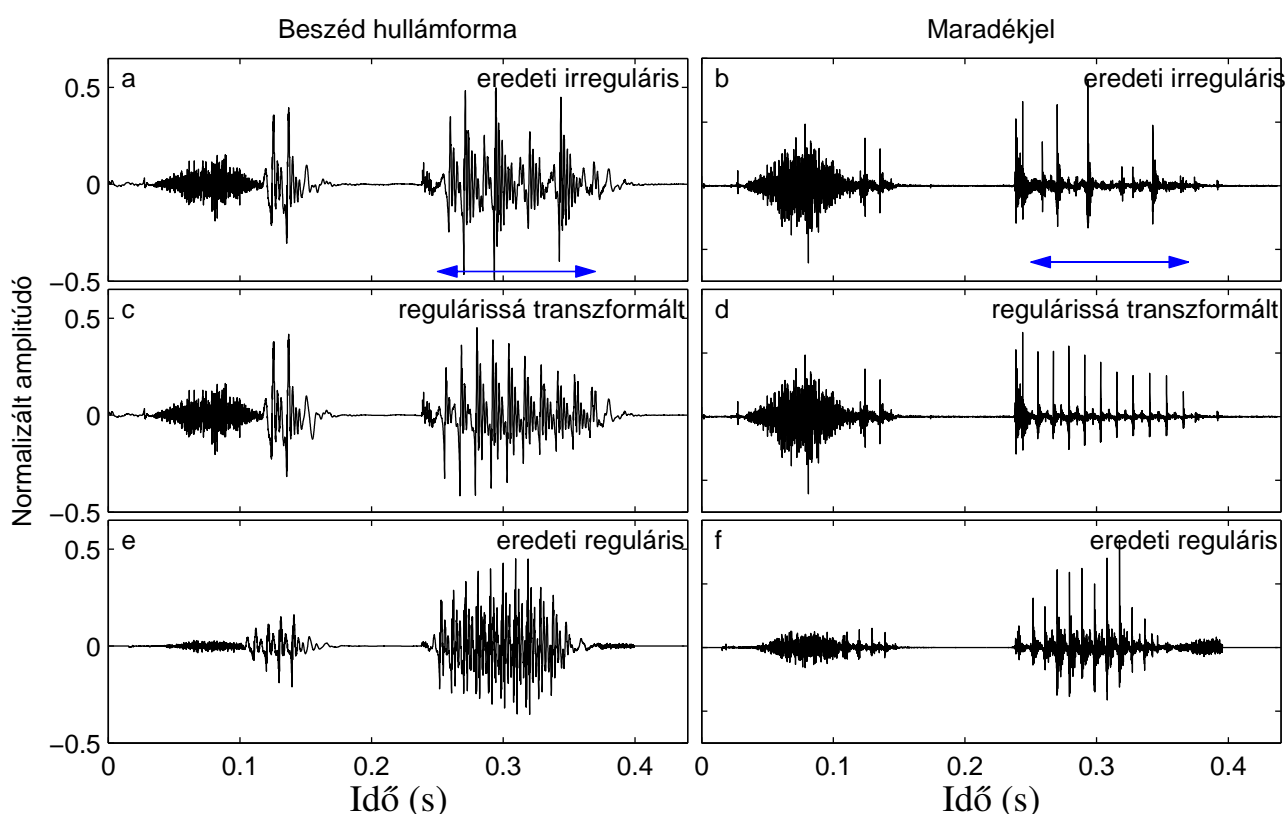 Beszéd hullámforma
Maradékjel
a
eredeti irreguláris
b
eredeti irreguláris
0.5
0
−0.5
c
regulárissá transzformált
d
regulárissá transzformált
0.5
0
−0.5
e
eredeti reguláris
f
eredeti reguláris
0.5
0
−0.5
Normalizált amplitúdó
0 0.1 0.2 0.3 0.4
0 0.1 0.2 0.3 0.4
Idő (s)
Idő (s)